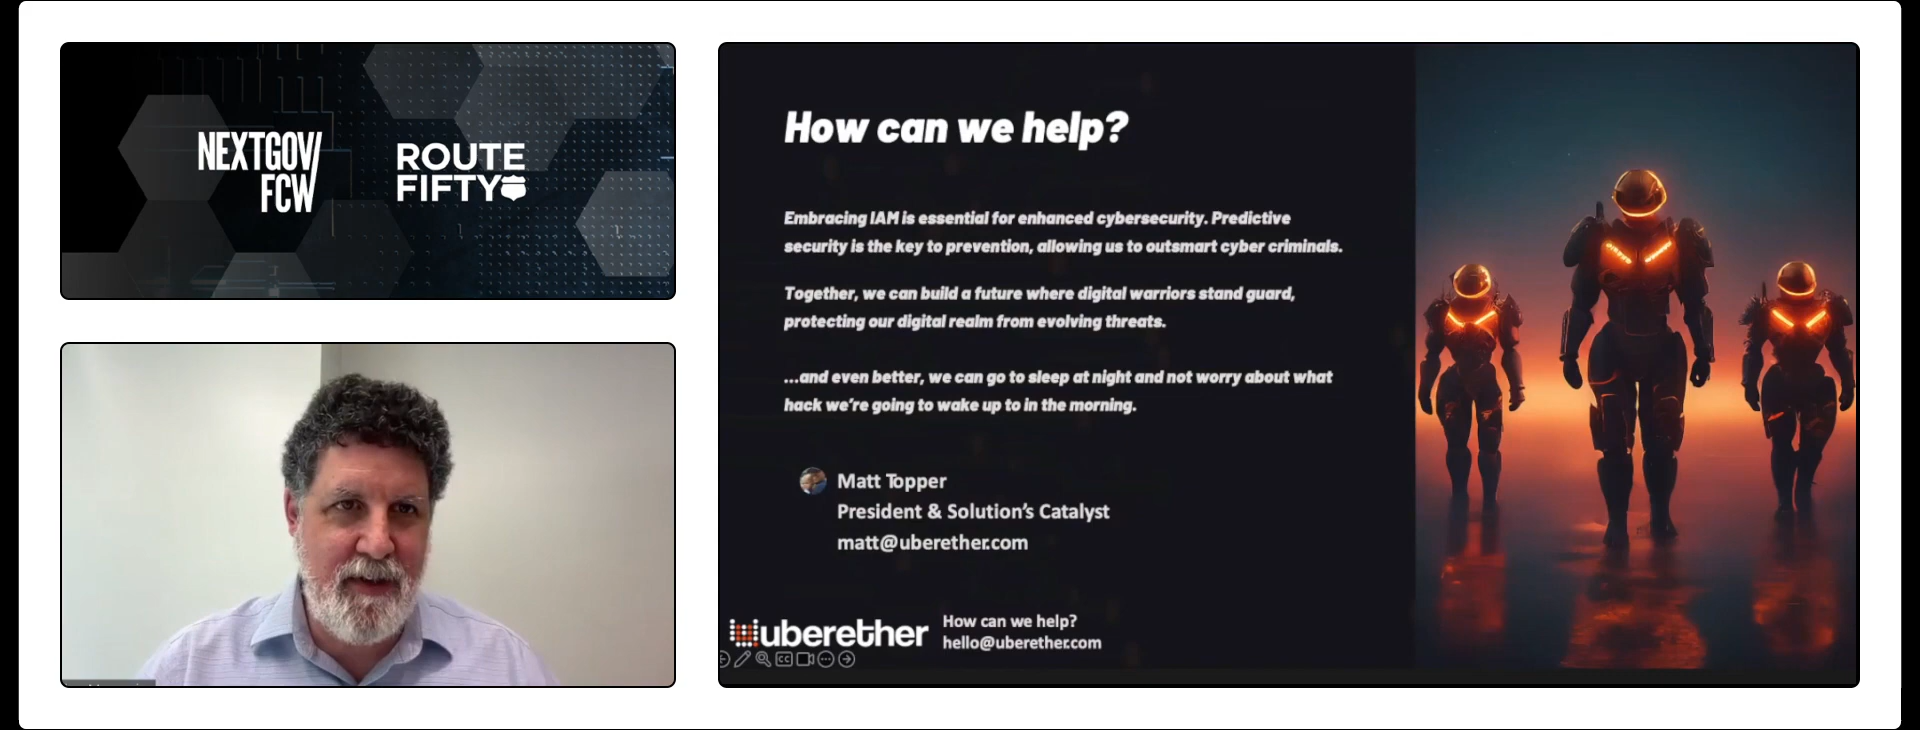 NEXTGOV
FCW
ROUTE
FIFTY
How can we help?
Embracing IAM is essential for enhanced cybersecurity. Predictive
security is the key to prevention, allowing us to outsmart cyber criminals.
Together, we can build a future where digital warriors stand guard,
protecting our digital realm from evolving threats.
...and even better, we can go to sleep at night and not worry about what
hack we're going to wake up to in the morning.
Matt Topper
President & Solution's Catalyst
matt@uberether.com
uberether
How can we help?
hello@uberether.com
CC